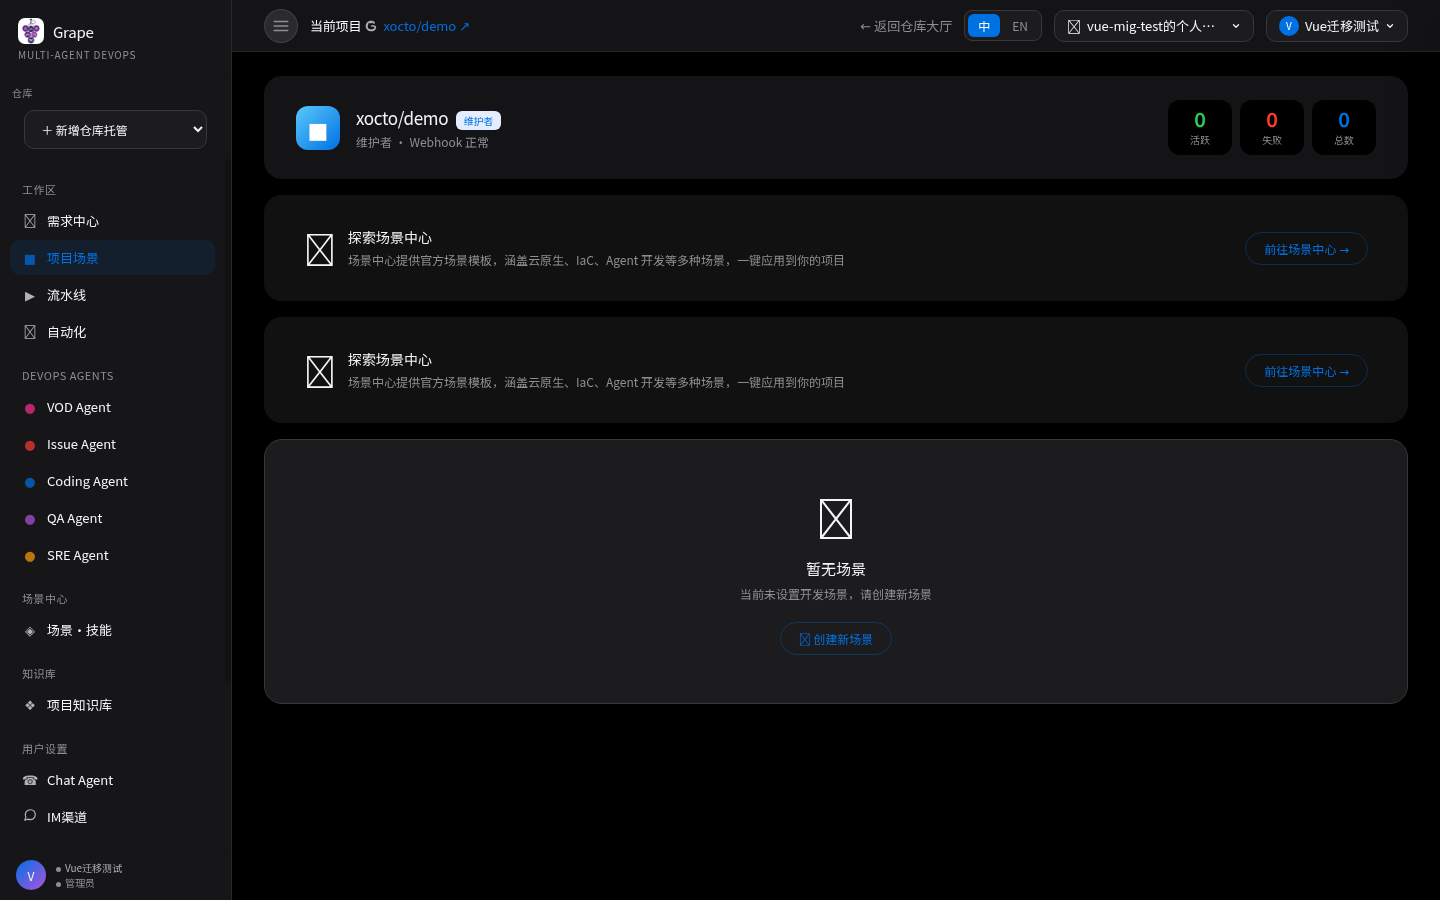 Grape
MULTI-AGENT DEVOPS
仓库
＋ 新增仓库托管
工作区
需求中心
项目场景
流水线
自动化
DEVOPS AGENTS
VOD Agent
Issue Agent
Coding Agent
QA Agent
SRE Agent
场景中心
场景・技能
知识库
项目知识库
用户设置
Chat Agent
IM渠道
V
Vue迁移测试
管理员
当前项目 xocto/demo ↗
← 返回仓库大厅
中 EN
vue-mig-test的个人…
V Vue迁移测试
xocto/demo 维护者
维护者 · Webhook 正常
0 活跃
0 失败
0 总数
探索场景中心
场景中心提供官方场景模板，涵盖云原生、IaC、Agent 开发等多种场景，一键应用到你的项目
前往场景中心 →
探索场景中心
场景中心提供官方场景模板，涵盖云原生、IaC、Agent 开发等多种场景，一键应用到你的项目
前往场景中心 →
暂无场景
当前未设置开发场景，请创建新场景
创建新场景